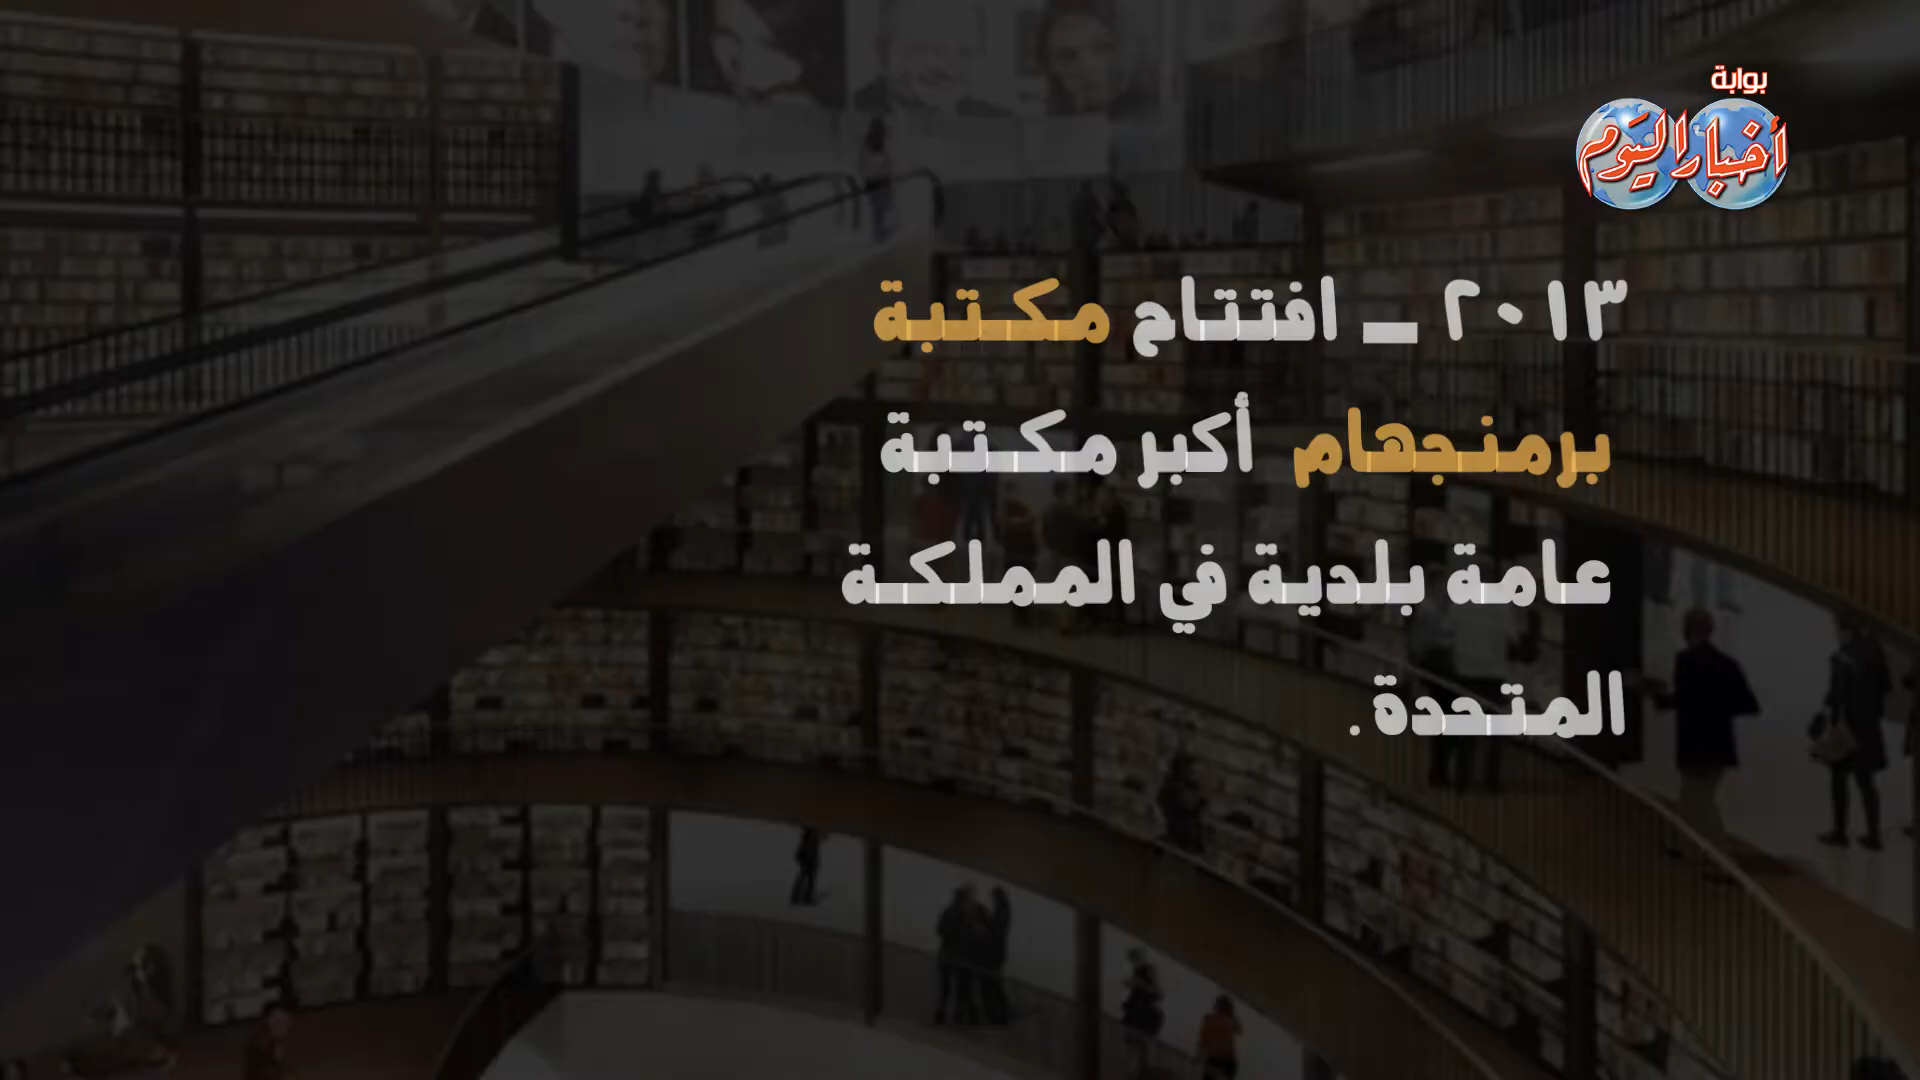 بوابة
أخبار اليوم
٢٠١٣ ـ افتتاح مكتبة
برمنجهام أكبر مكتبة
عامة بلدية في المملكة
المتحدة.